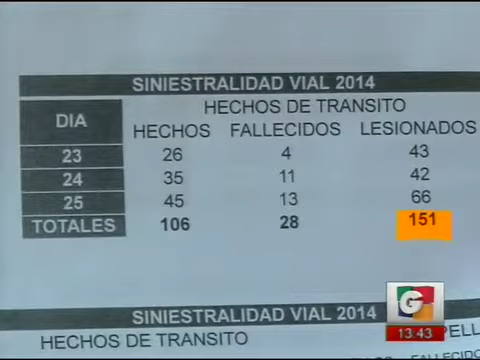 SINIESTRALIDAD VIAL 2014
HECHOS DE TRANSITO
DIA HECHOS FALLECIDOS LESIONADOS
23 26 4 43
24 35 11 42
25 45 13 66
TOTALES 106 28 151
SINIESTRALIDAD VIAL 2014
HECHOS DE TRANSITO
G
13:43